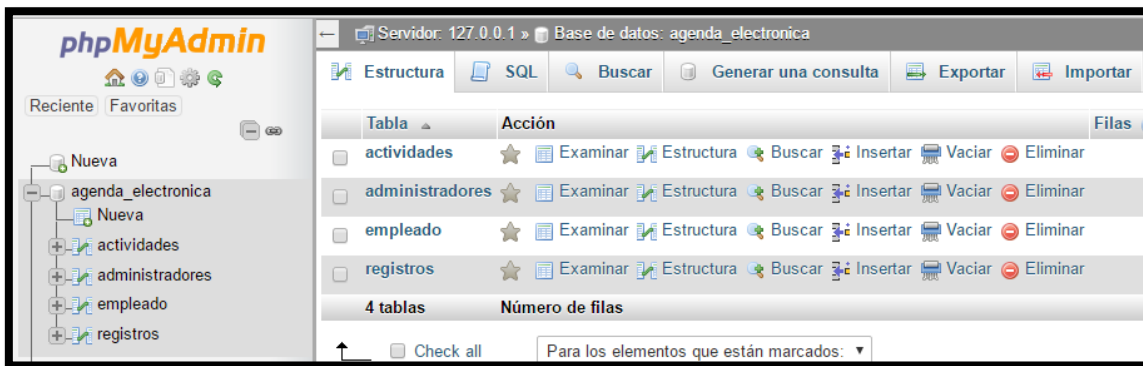 phpMyAdmin
Reciente Favoritas
Nueva
agenda_electronica
Nueva
actividades
administradores
empleado
registros
← Servidor: 127.0.0.1 » Base de datos: agenda_electronica
Estructura SQL Buscar Generar una consulta Exportar Importar
Tabla Acción Filas
actividades Examinar Estructura Buscar Insertar Vaciar Eliminar
administradores Examinar Estructura Buscar Insertar Vaciar Eliminar
empleado Examinar Estructura Buscar Insertar Vaciar Eliminar
registros Examinar Estructura Buscar Insertar Vaciar Eliminar
4 tablas Número de filas
Check all Para los elementos que están marcados: